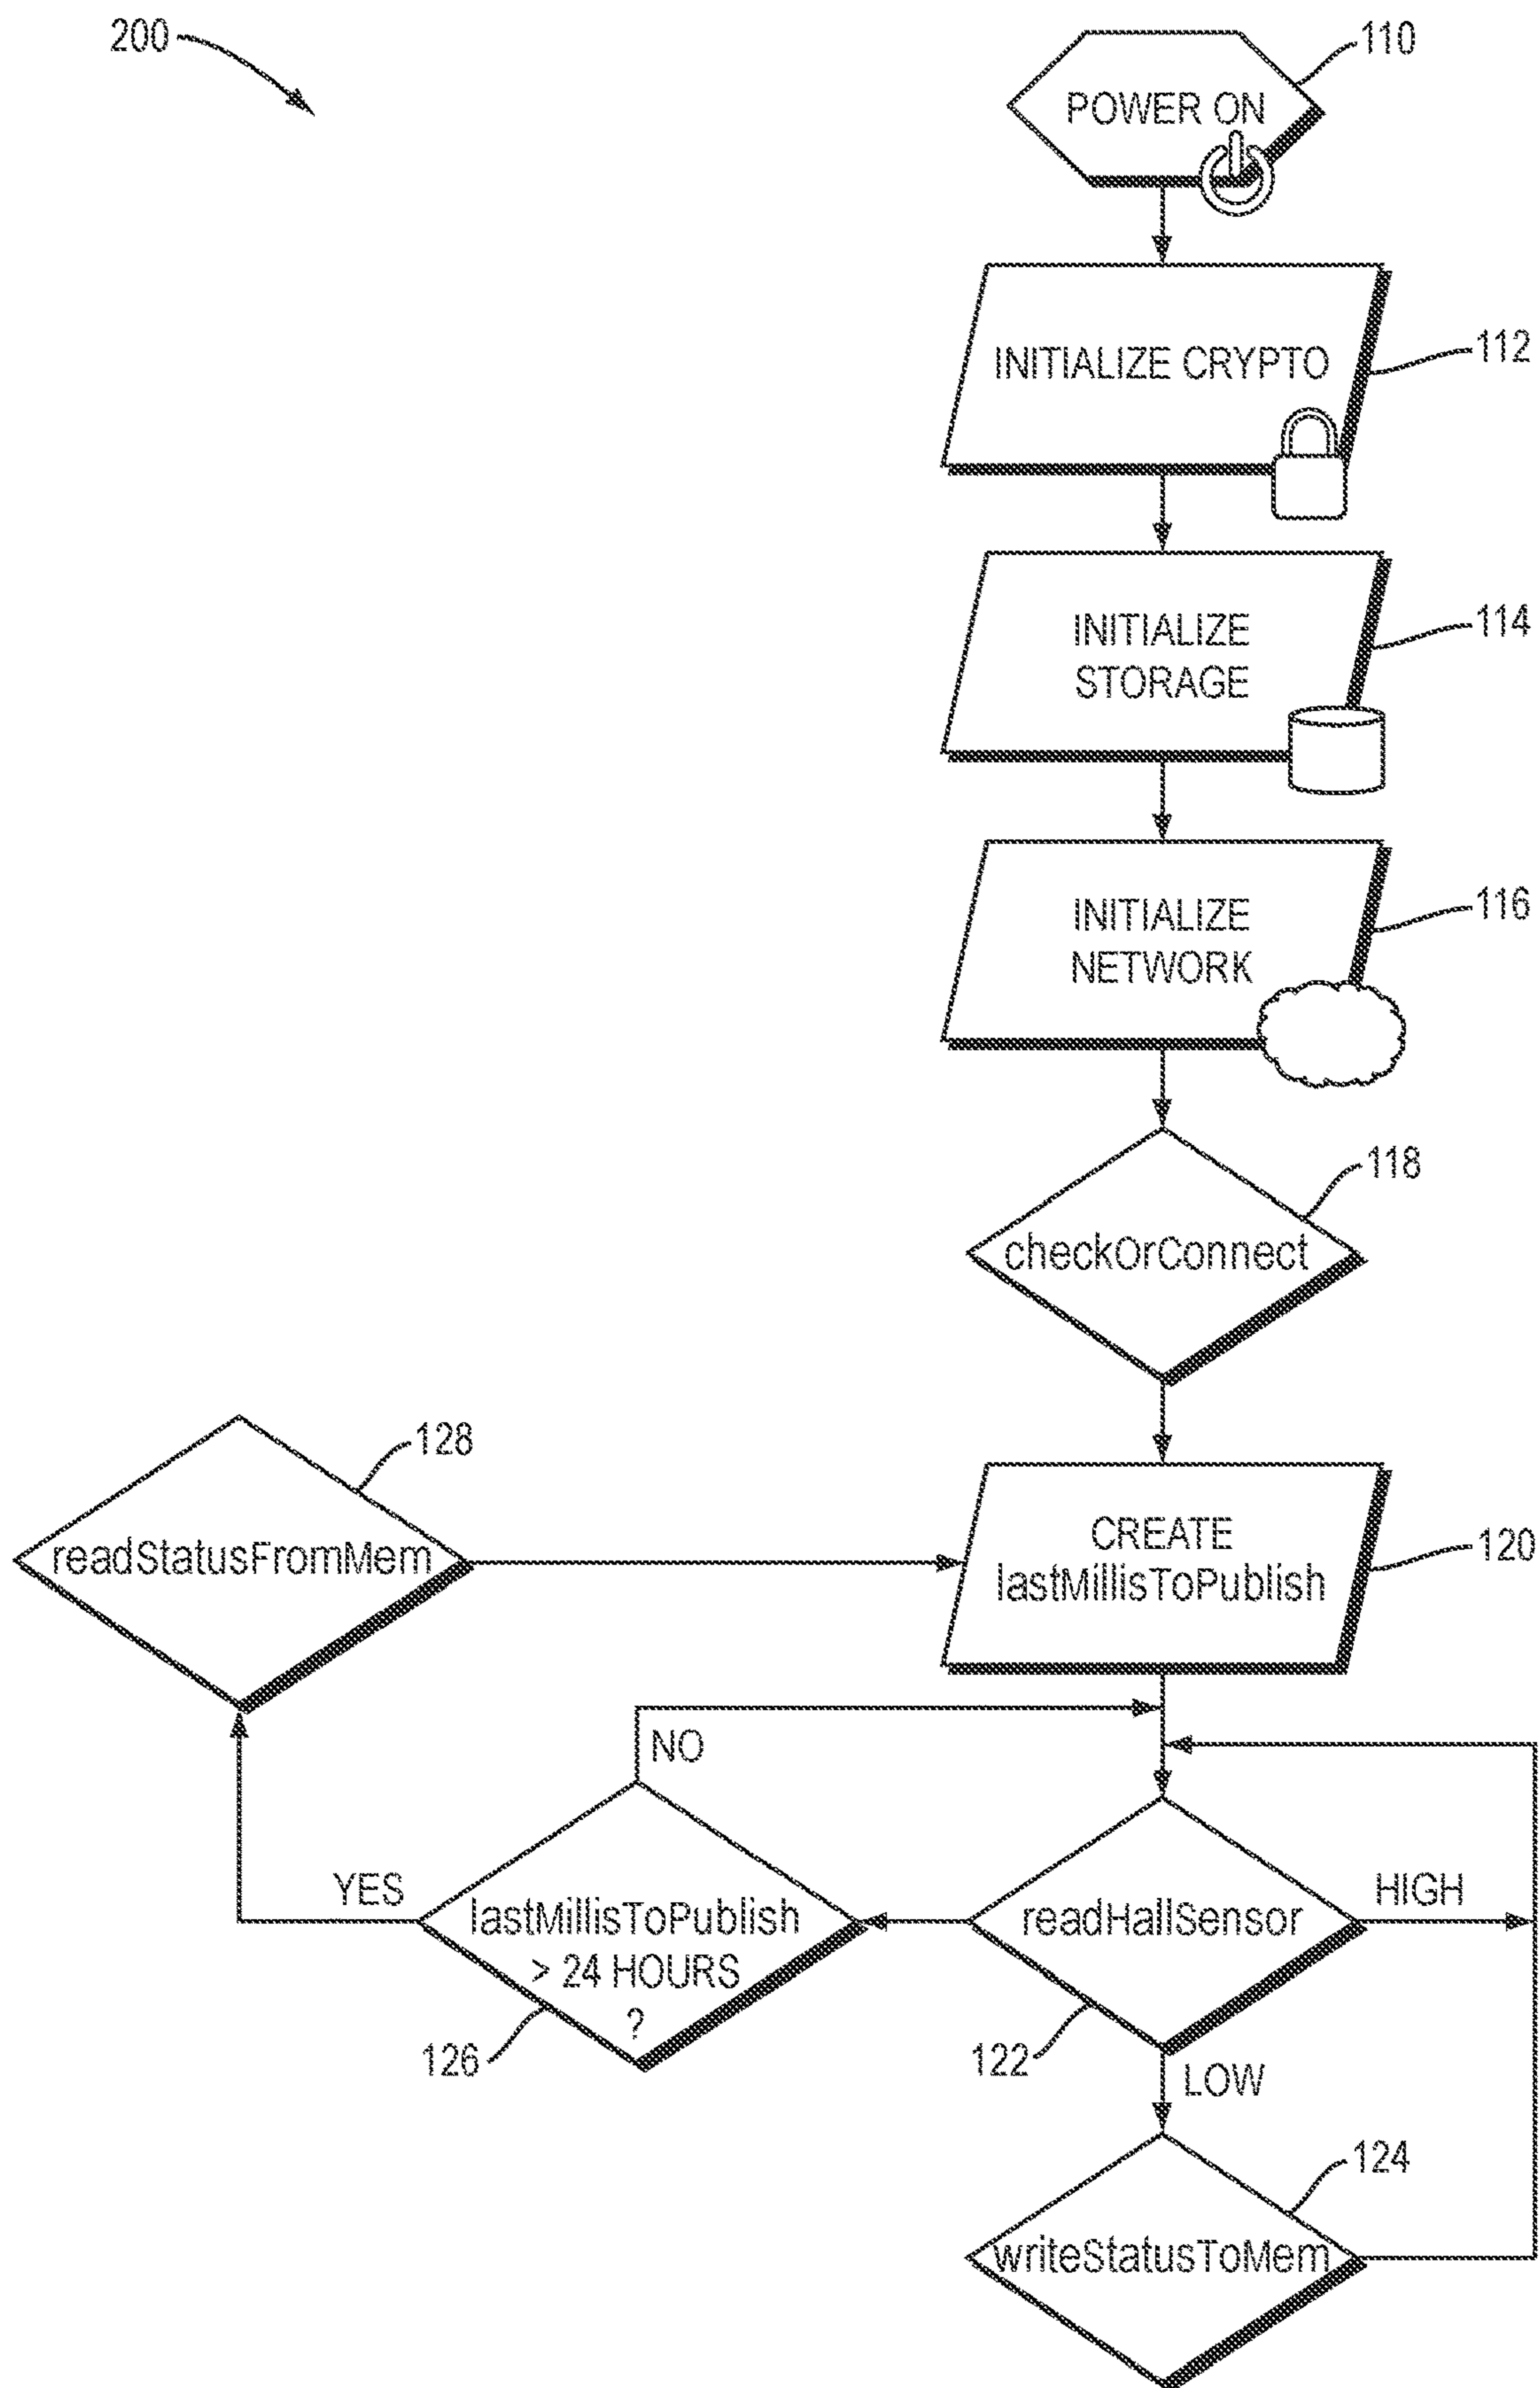 200
110
POWER ON
INITIALIZE CRYPTO
112
INITIALIZE
STORAGE
114
INITIALIZE
NETWORK
116
118
checkOrConnect
128
readStatusFromMem
CREATE
lastMillisToPublish
120
NO
YES
lastMillisToPublish
> 24 HOURS
?
126
readHallSensor
HIGH
122
LOW
124
writeStatusToMem